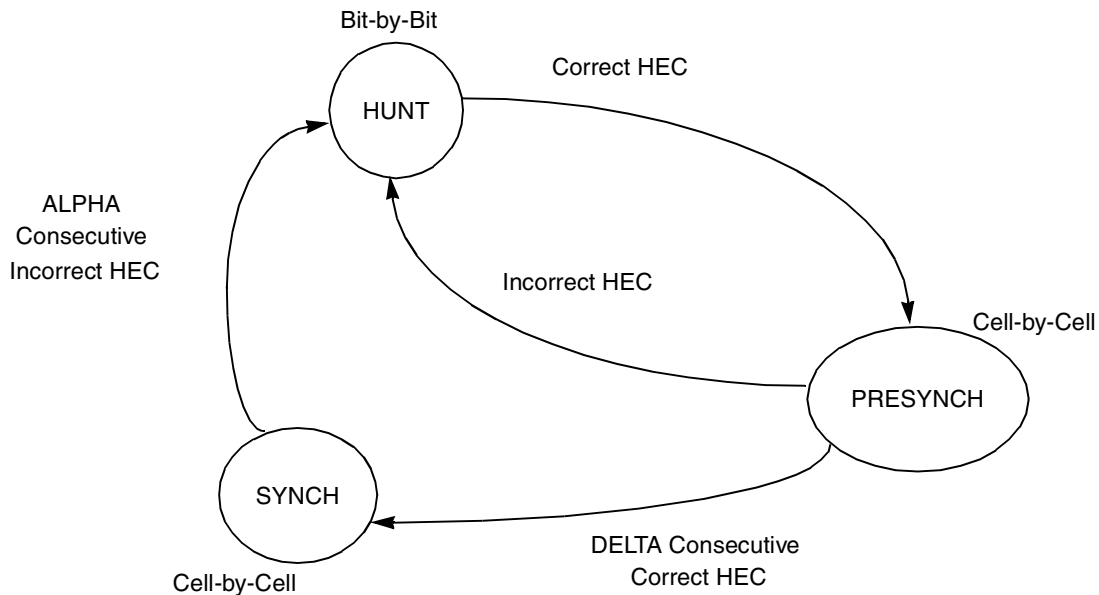 Bit-by-Bit
HUNT
Correct HEC
ALPHA
Consecutive
Incorrect HEC
Incorrect HEC
Cell-by-Cell
PRESYNCH
SYNCH
DELTA Consecutive
Correct HEC
Cell-by-Cell